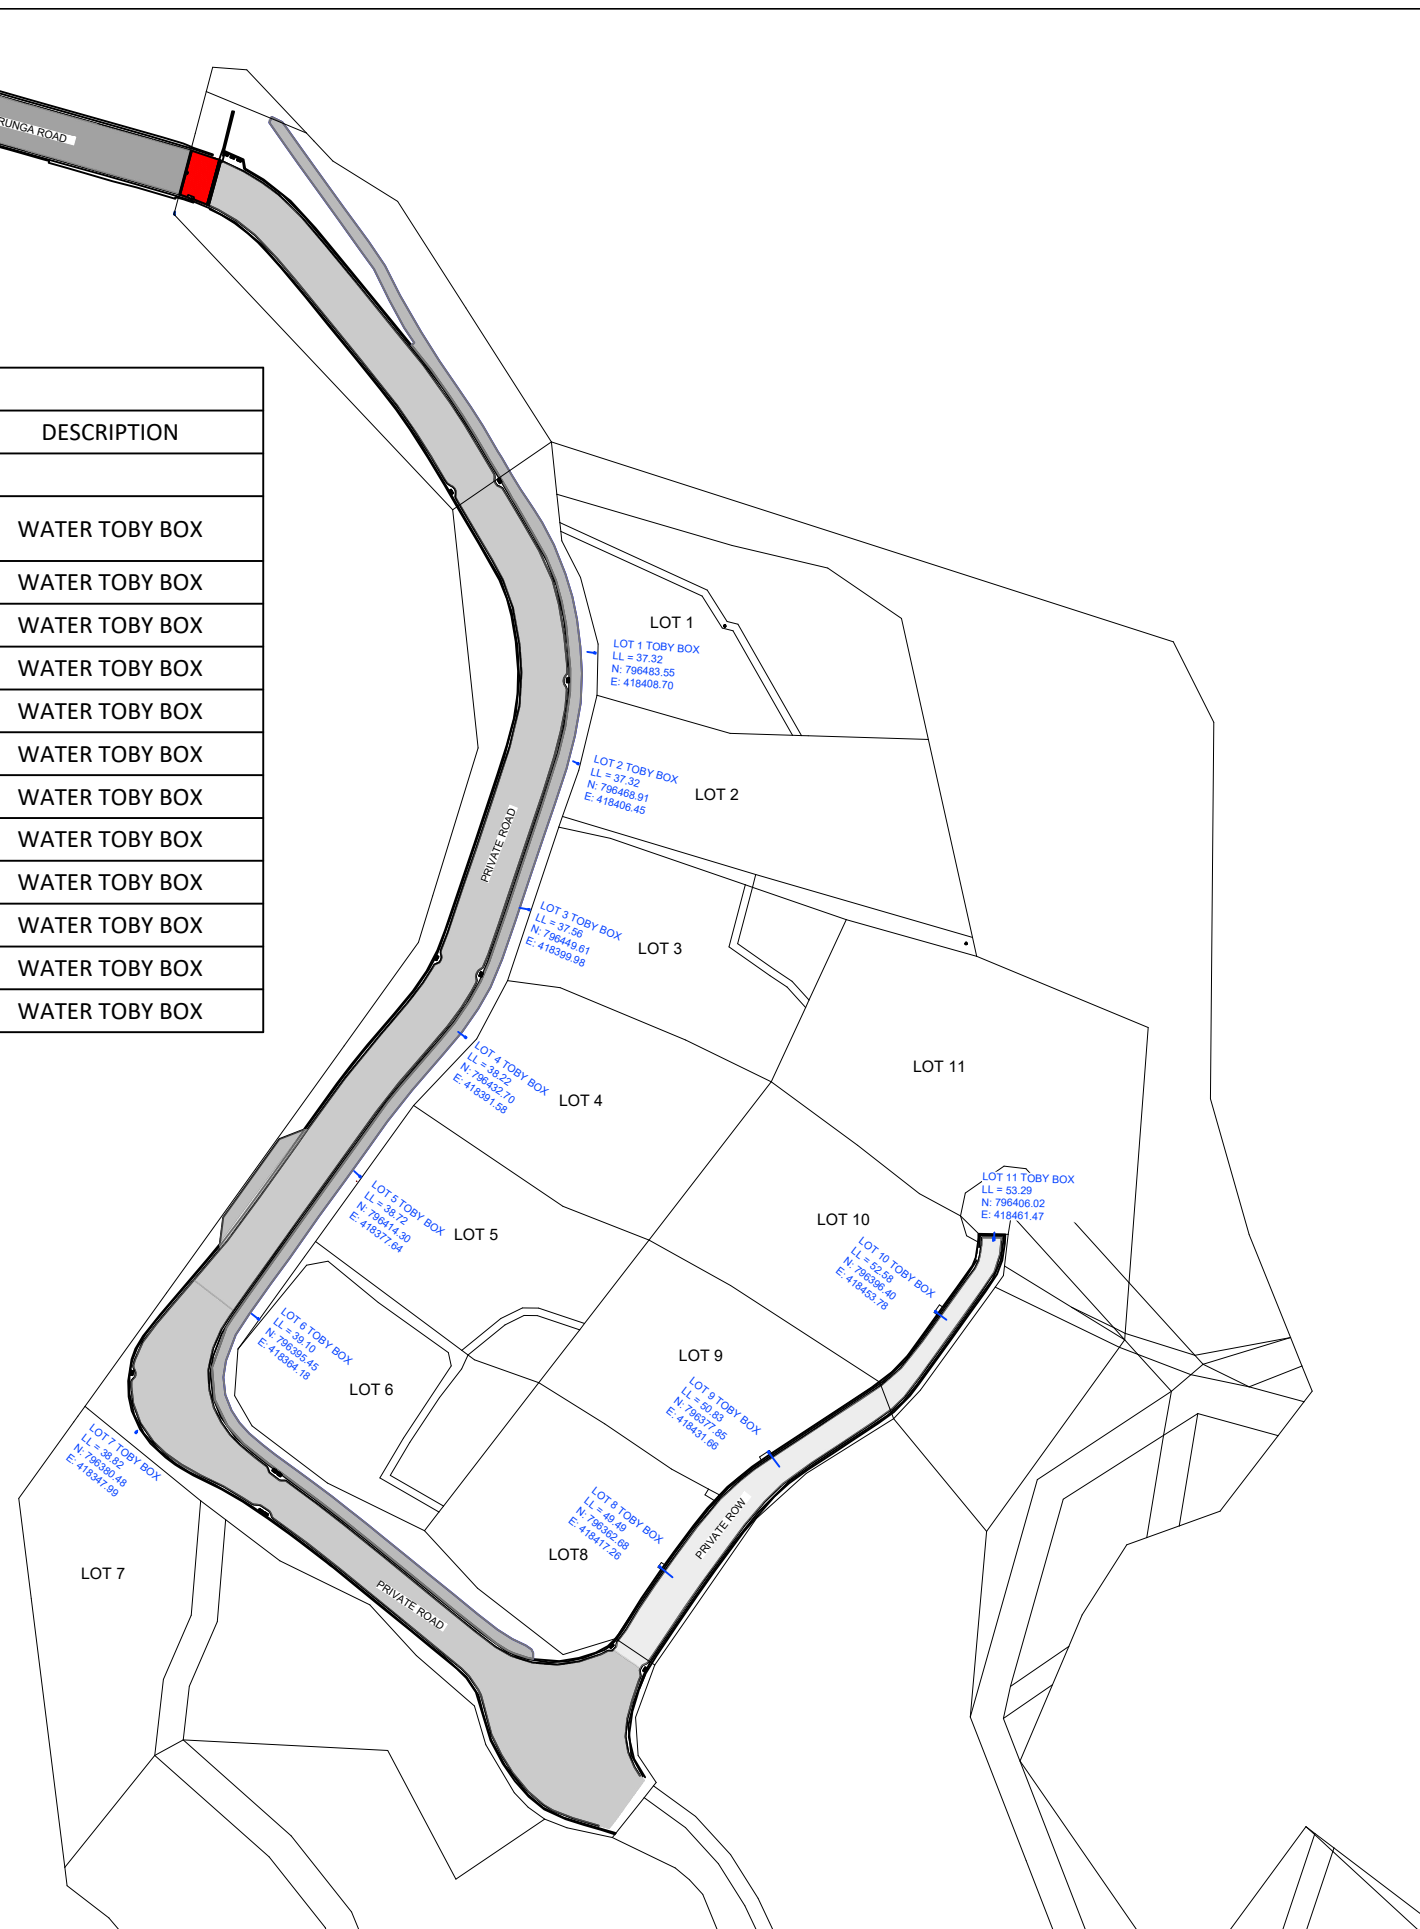 RUNGA ROAD
DESCRIPTION
WATER TOBY BOX
WATER TOBY BOX
WATER TOBY BOX
WATER TOBY BOX
WATER TOBY BOX
WATER TOBY BOX
WATER TOBY BOX
WATER TOBY BOX
WATER TOBY BOX
WATER TOBY BOX
WATER TOBY BOX
WATER TOBY BOX
LOT 1
LOT 1 TOBY BOX
LL = 37.32
N: 796483.55
E: 418408.70
LOT 2 TOBY BOX
LL = 37.32
N: 796468.91
E: 418406.45
LOT 2
PRIVATE ROAD
LOT 3 TOBY BOX
LL = 37.56
N: 796449.61
E: 418399.98
LOT 3
LOT 4 TOBY BOX
LL = 38.22
N: 796432.70
E: 418391.58
LOT 4
LOT 11
LOT 11 TOBY BOX
LL = 53.29
N: 796406.02
E: 418461.47
LOT 5 TOBY BOX
LL = 38.72
N: 796414.30
E: 418377.64
LOT 5
LOT 10
LOT 10 TOBY BOX
LL = 52.58
N: 796396.40
E: 418453.78
LOT 6 TOBY BOX
LL = 39.10
N: 796395.45
E: 418364.18
LOT 6
LOT 9
LOT 9 TOBY BOX
LL = 50.83
N: 796377.85
E: 418431.66
LOT 7 TOBY BOX
LL = 38.82
N: 796380.48
E: 418347.99
LOT 7
LOT 8 TOBY BOX
LL = 49.49
N: 796362.68
E: 418417.26
LOT8
PRIVATE ROW
PRIVATE ROAD